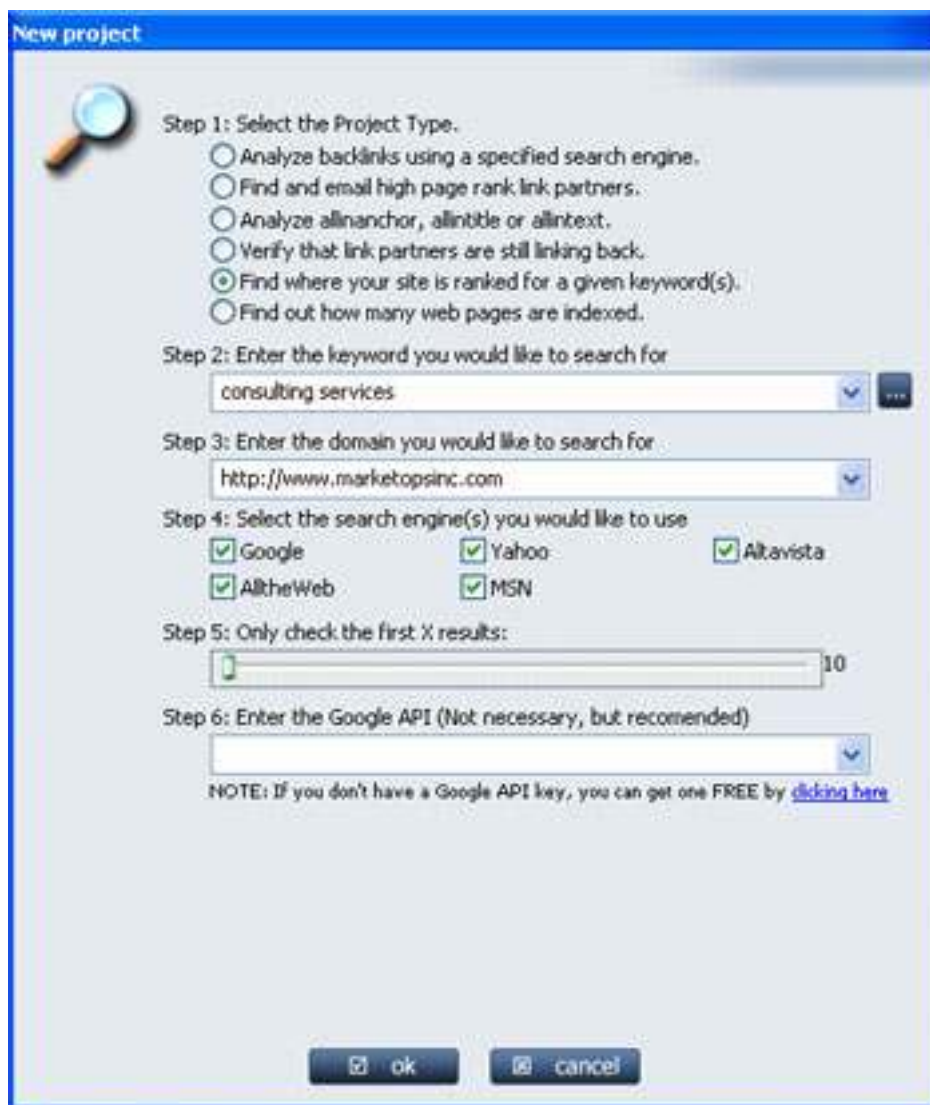 New project
Step 1: Select the Project Type.
Analyze backlinks using a specified search engine.
Find and email high page rank link partners.
Analyze allinanchor, allintitle or allintext.
Verify that link partners are still linking back.
Find where your site is ranked for a given keyword(s).
Find out how many web pages are indexed.
Step 2: Enter the keyword you would like to search for
consulting services
...
Step 3: Enter the domain you would like to search for
http://www.marketopsinc.com
Step 4: Select the search engine(s) you would like to use
Google Yahoo Altavista
AlltheWeb MSN
Step 5: Only check the first X results:
10
Step 6: Enter the Google API (Not necessary, but recomended)
NOTE: If you don't have a Google API key, you can get one FREE by clicking here
ok cancel